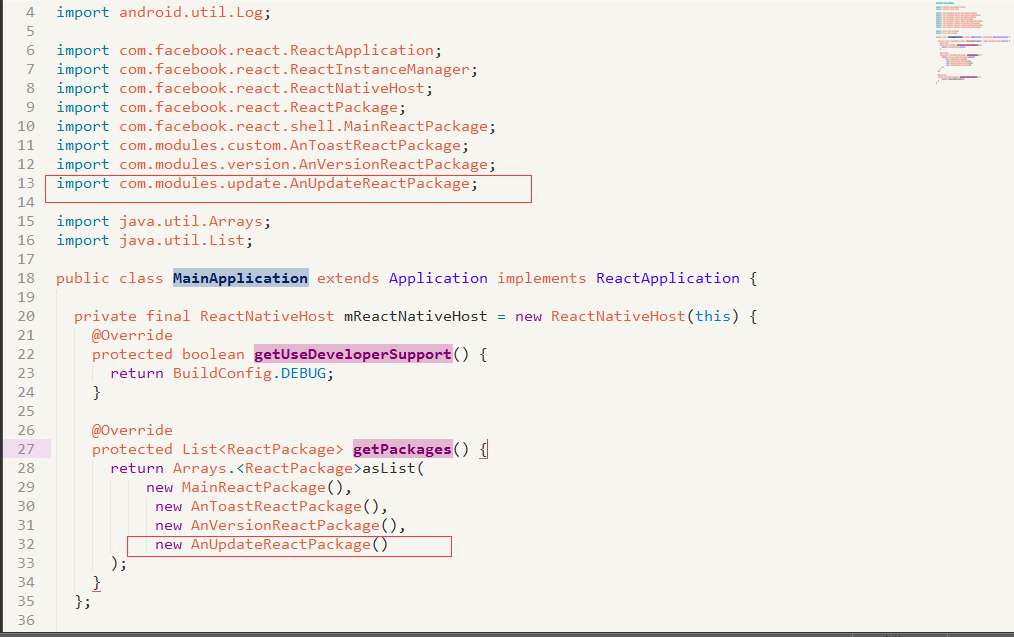 4 import android.util.Log;
5
6 import com.facebook.react.ReactApplication;
7 import com.facebook.react.ReactInstanceManager;
8 import com.facebook.react.ReactNativeHost;
9 import com.facebook.react.ReactPackage;
10 import com.facebook.react.shell.MainReactPackage;
11 import com.modules.custom.AnToastReactPackage;
12 import com.modules.version.AnVersionReactPackage;
13 import com.modules.update.AnUpdateReactPackage;
14
15 import java.util.Arrays;
16 import java.util.List;
17
18 public class MainApplication extends Application implements ReactApplication {
19
20   private final ReactNativeHost mReactNativeHost = new ReactNativeHost(this) {
21     @Override
22     protected boolean getUseDeveloperSupport() {
23       return BuildConfig.DEBUG;
24     }
25
26     @Override
27     protected List<ReactPackage> getPackages() {
28       return Arrays.<ReactPackage>asList(
29           new MainReactPackage(),
30            new AnToastReactPackage(),
31            new AnVersionReactPackage(),
32            new AnUpdateReactPackage()
33       );
34     }
35   };
36